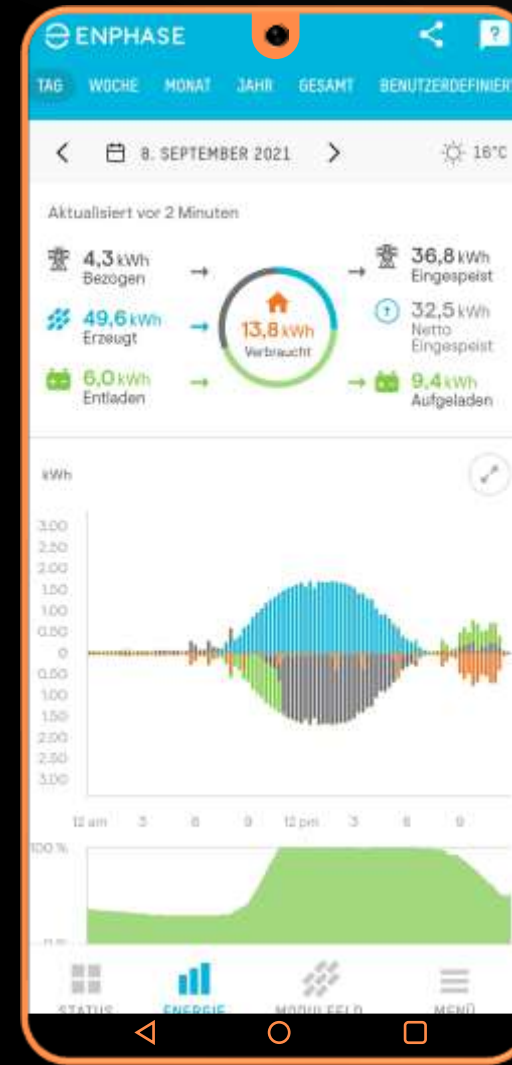 ENPHASE
?
TAG WOCHE MONAT JAHR GESAMT BENUTZERDEFINIERT
8. SEPTEMBER 2021
16°C
Aktualisiert vor 2 Minuten
4,3 kWh
Bezogen
49,6 kWh
Erzeugt
6,0 kWh
Entladen
13,8 kWh
Verbraucht
36,8 kWh
Eingespeist
32,5 kWh
Netto
Eingespeist
9,4 kWh
Aufgeladen
kWh
3.00
2.50
2.00
1.50
1.00
0.50
0
0.50
1.00
1.50
2.00
2.50
3.00
12 am 3 6 9 12 pm 3 6 9
100 %
0 %
STATUS ENERGIE MODULFELD MENÜ